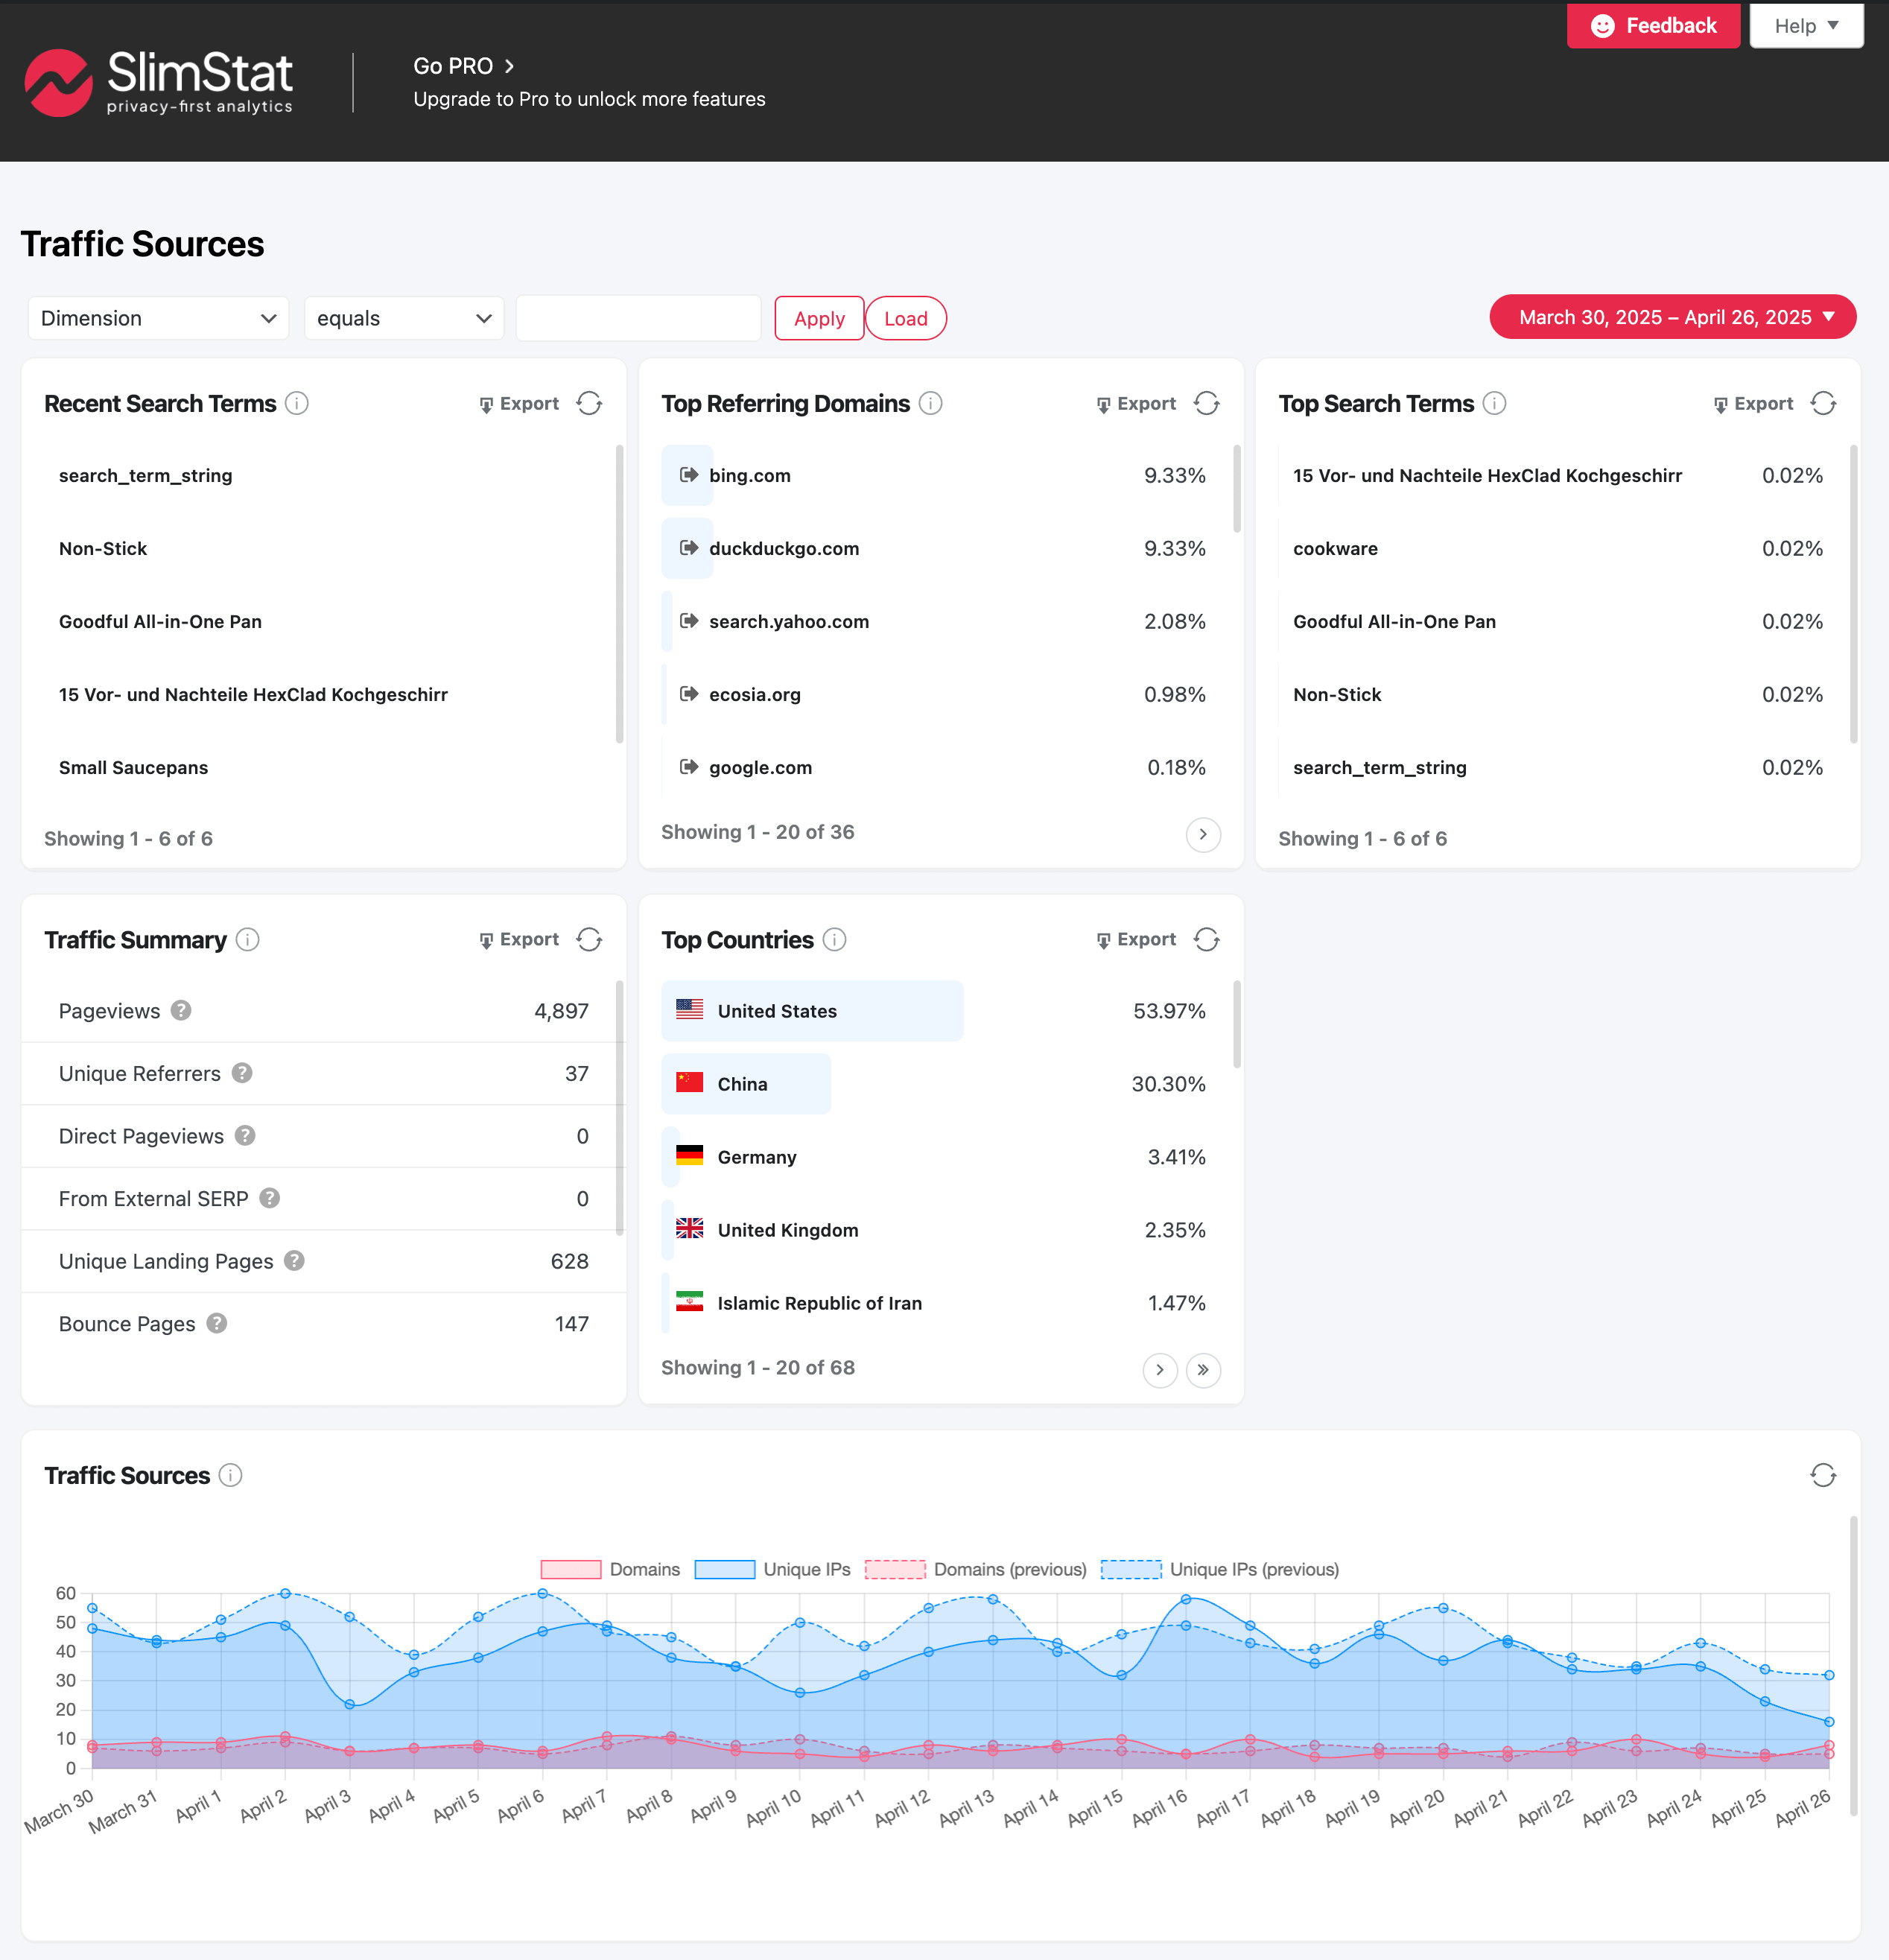 Feedback
Help
SlimStat
privacy-first analytics
Go PRO
Upgrade to Pro to unlock more features
Traffic Sources
Dimension
equals
Apply
Load
March 30, 2025 – April 26, 2025
Recent Search Terms
Export
search_term_string
Non-Stick
Goodful All-in-One Pan
15 Vor- und Nachteile HexClad Kochgeschirr
Small Saucepans
Showing 1 - 6 of 6
Top Referring Domains
Export
bing.com 9.33%
duckduckgo.com 9.33%
search.yahoo.com 2.08%
ecosia.org 0.98%
google.com 0.18%
Showing 1 - 20 of 36
Top Search Terms
Export
15 Vor- und Nachteile HexClad Kochgeschirr 0.02%
cookware 0.02%
Goodful All-in-One Pan 0.02%
Non-Stick 0.02%
search_term_string 0.02%
Showing 1 - 6 of 6
Traffic Summary
Export
Pageviews 4,897
Unique Referrers 37
Direct Pageviews 0
From External SERP 0
Unique Landing Pages 628
Bounce Pages 147
Top Countries
Export
United States 53.97%
China 30.30%
Germany 3.41%
United Kingdom 2.35%
Islamic Republic of Iran 1.47%
Showing 1 - 20 of 68
Traffic Sources
Domains Unique IPs Domains (previous) Unique IPs (previous)
60
50
40
30
20
10
0
March 30 March 31 April 1 April 2 April 3 April 4 April 5 April 6 April 7 April 8 April 9 April 10 April 11 April 12 April 13 April 14 April 15 April 16 April 17 April 18 April 19 April 20 April 21 April 22 April 23 April 24 April 25 April 26